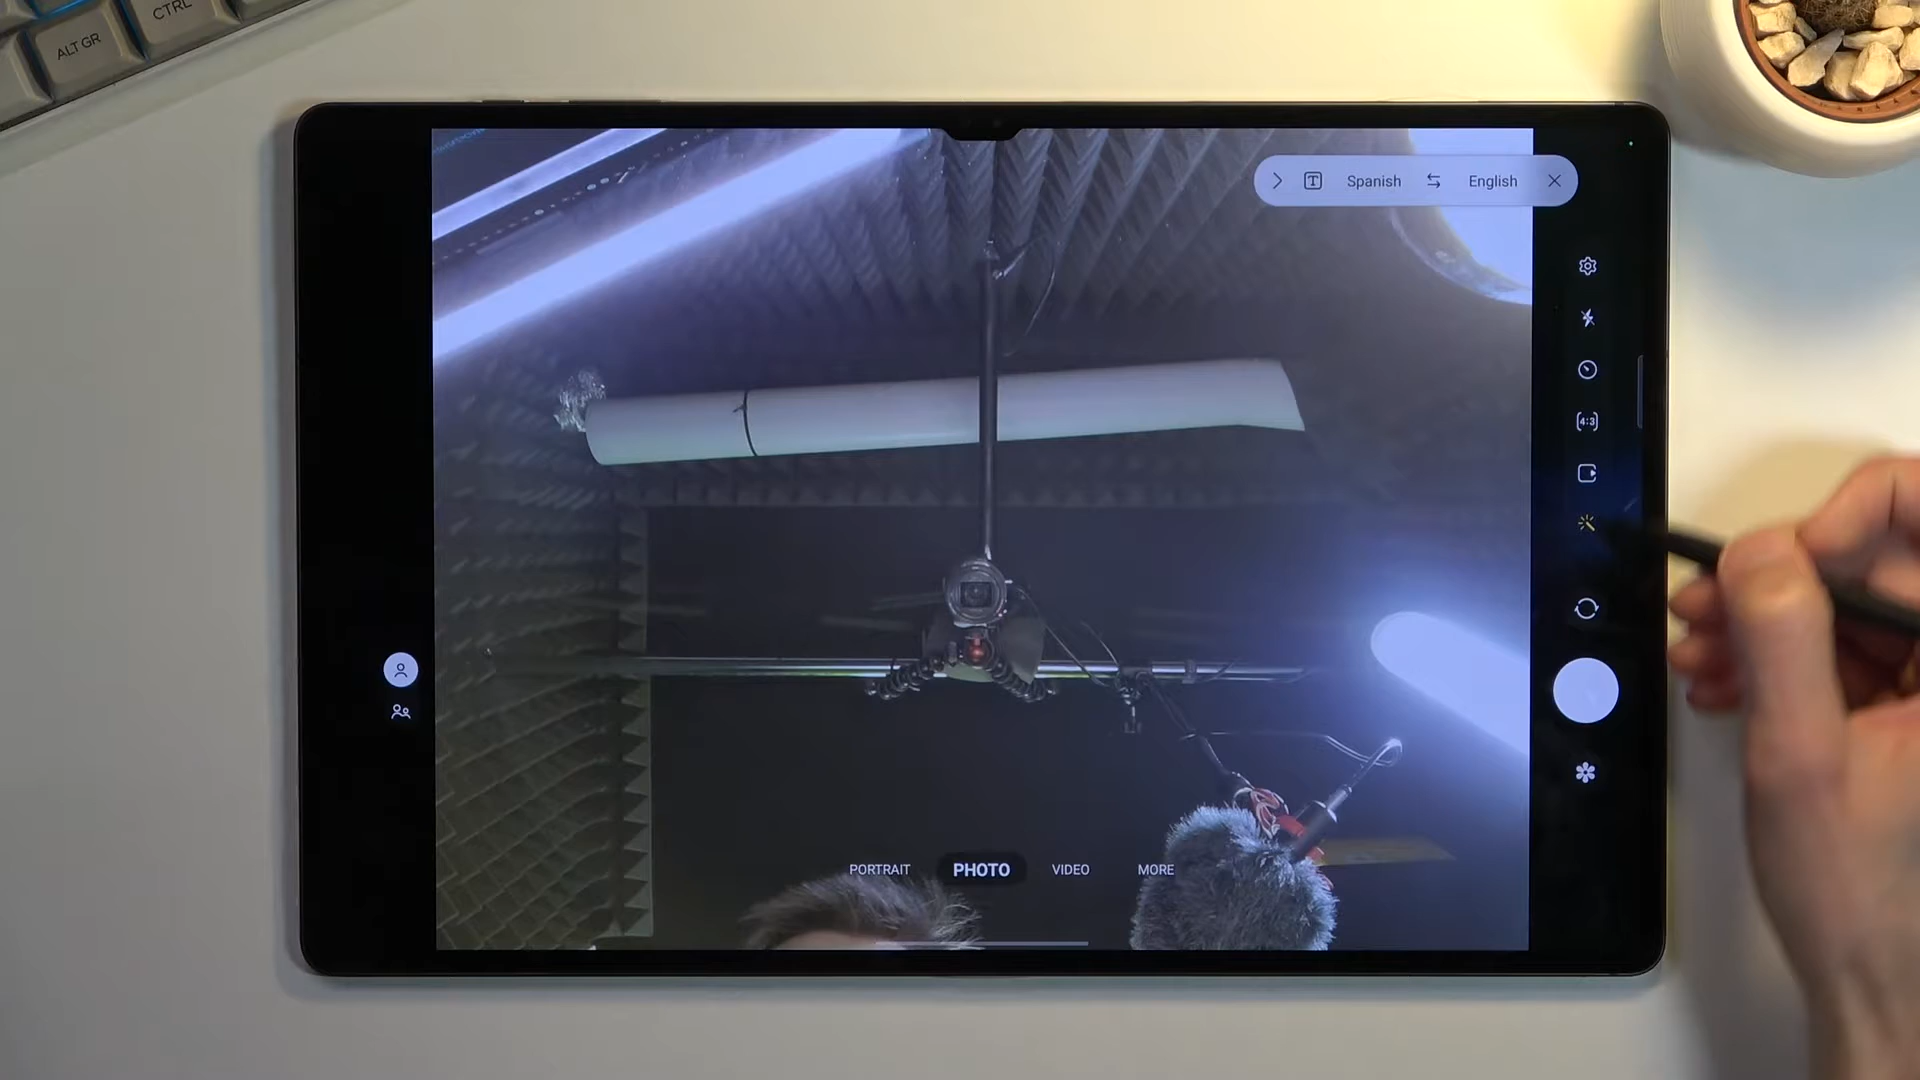 ALT GR
CTRL
T Spanish English
4:3
PORTRAIT PHOTO VIDEO MORE